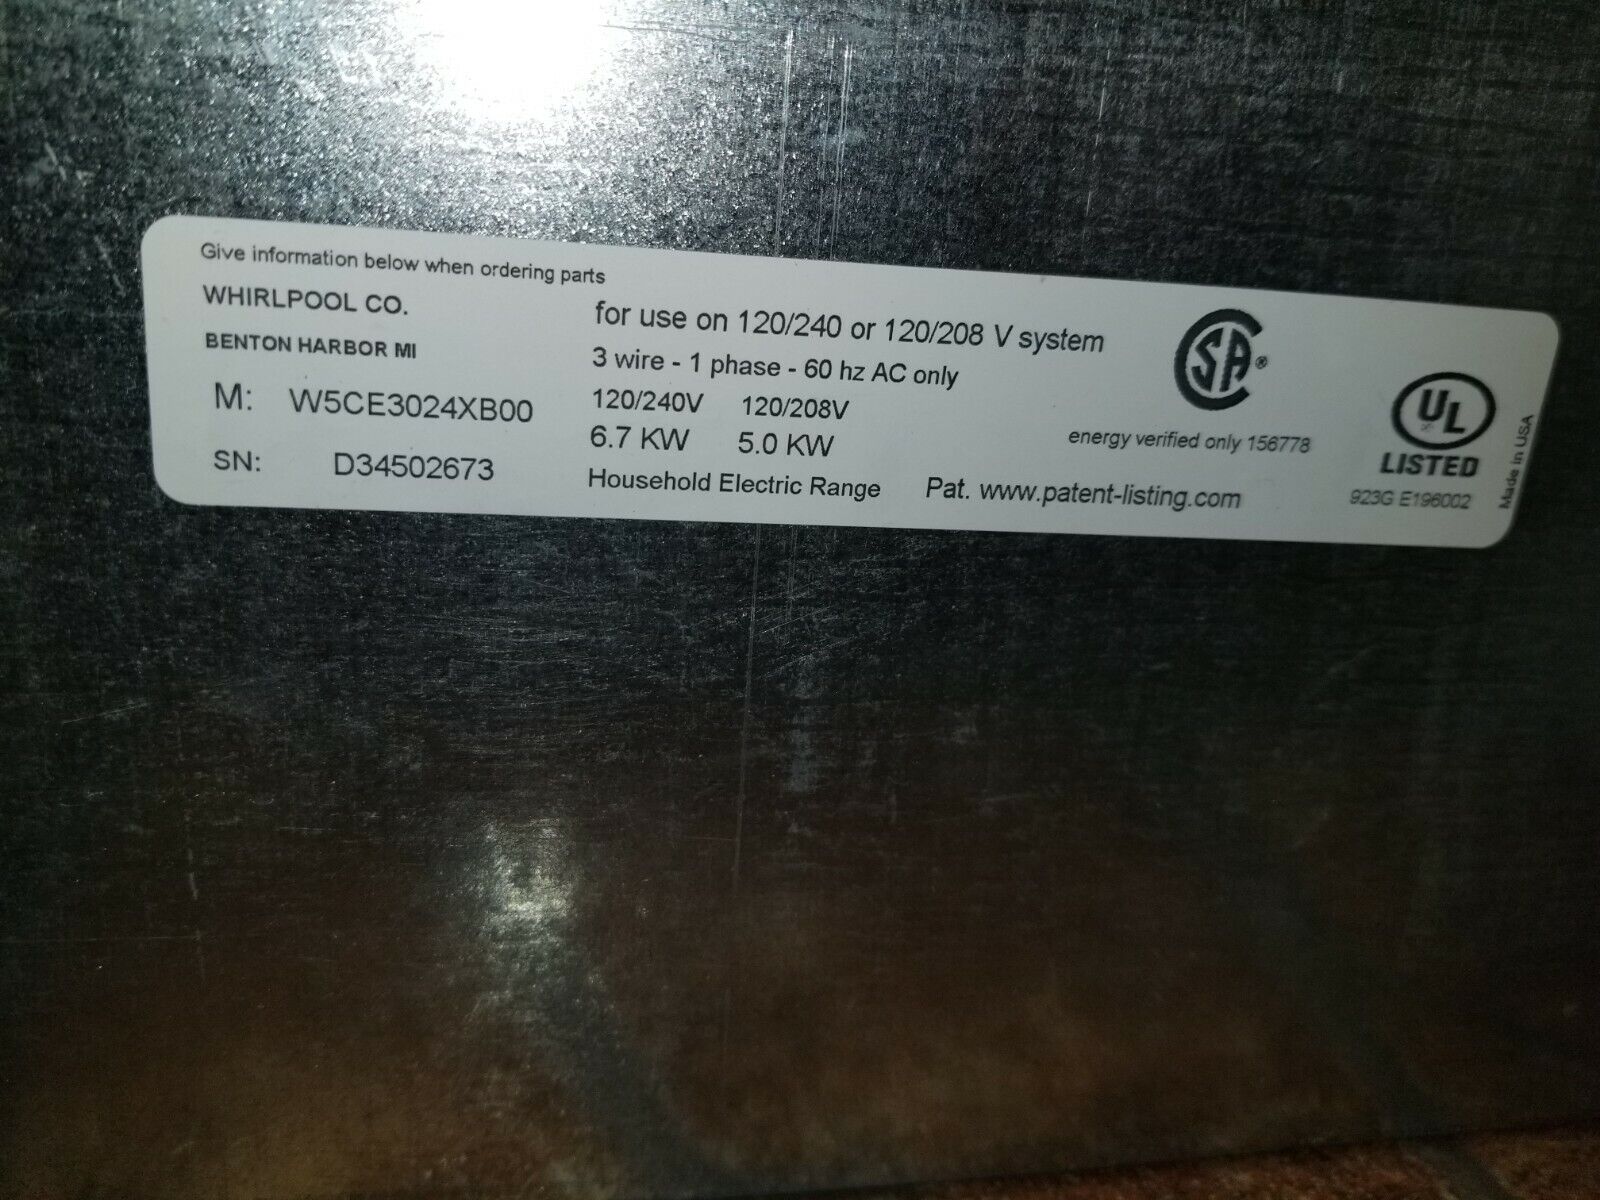 Give information below when ordering parts
WHIRLPOOL CO.
BENTON HARBOR MI
M: W5CE3024XB00
SN: D34502673
for use on 120/240 or 120/208 V system
3 wire - 1 phase - 60 hz AC only
120/240V 120/208V
6.7 KW 5.0 KW
Household Electric Range Pat. www.patent-listing.com
SA ®
energy verified only 156778
UL
LISTED
923G E196002
Made in USA